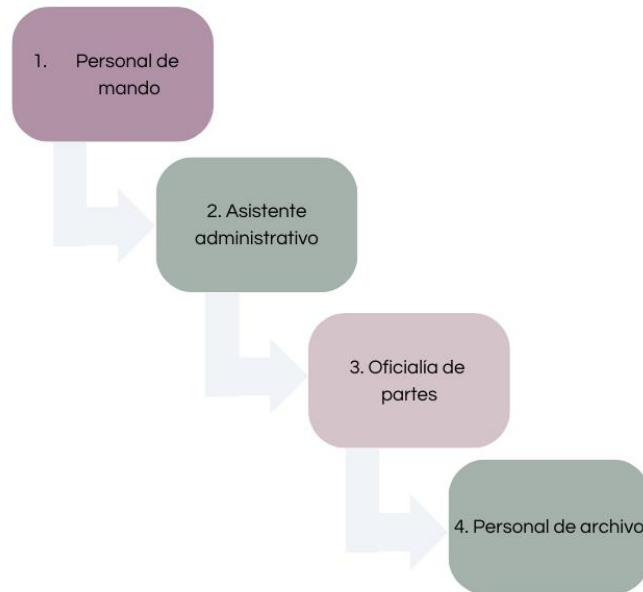 1. Personal de
mando
2. Asistente
administrativo
3. Oficialía de
partes
4. Personal de archivo